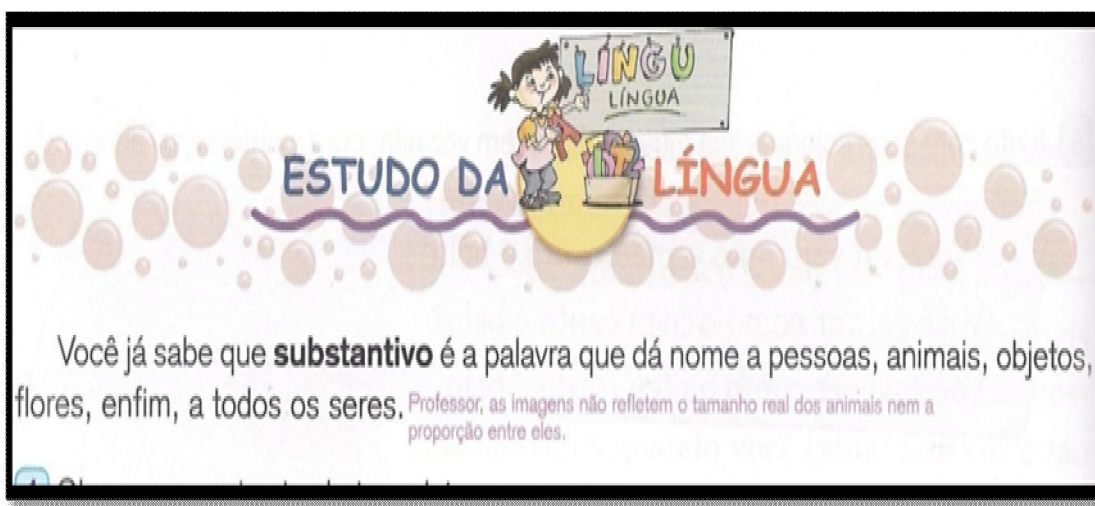 LÍNGU
LÍNGUA
ESTUDO DA LÍNGUA
Você já sabe que substantivo é a palavra que dá nome a pessoas, animais, objetos,
flores, enfim, a todos os seres. Professor, as imagens não refletem o tamanho real dos animais nem a
proporção entre eles.